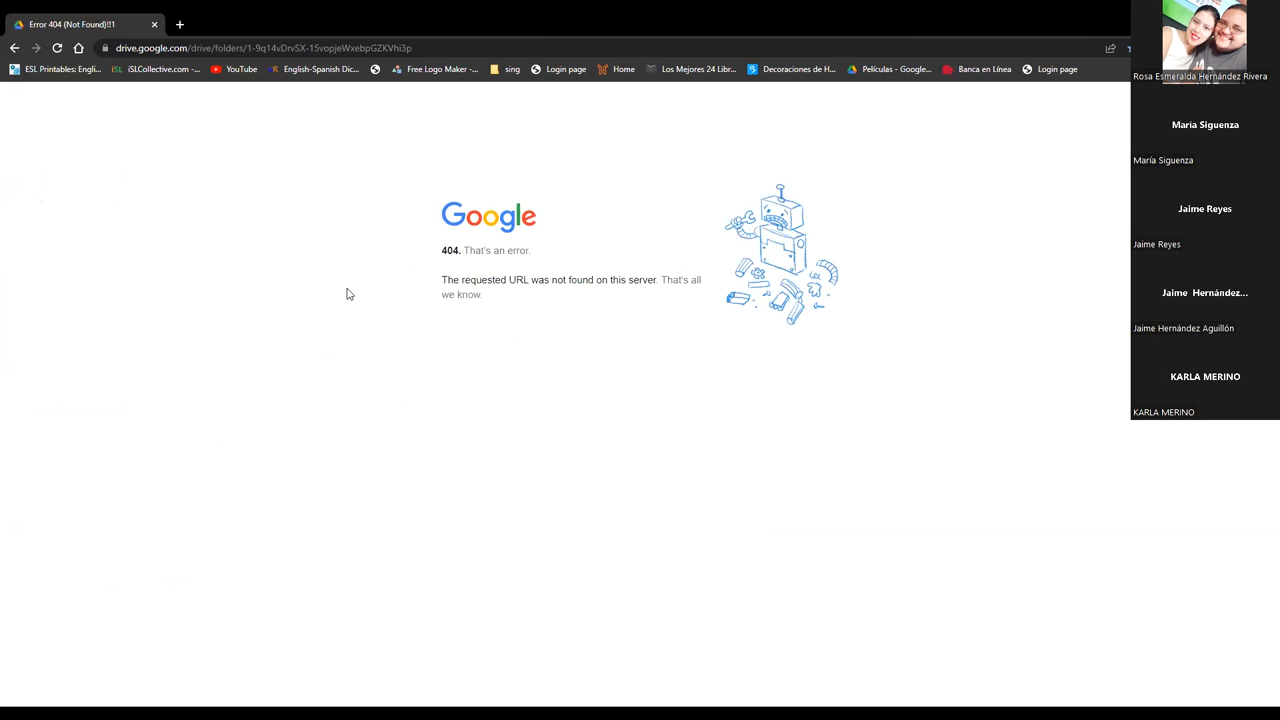 Error 404 (Not Found)!!1
drive.google.com/drive/folders/1-9q14vDrvSX-15vopjeWxebpGZKVhi3p
ESL Printables: Engli...
iSL
iSLCollective.com -...
YouTube
English-Spanish Dic...
Free Logo Maker -...
sing
Login page
Home
Los Mejores 24 Libr...
Decoraciones de H...
Películas - Google...
Banca en Línea
Login page
Google
404. That's an error.
The requested URL was not found on this server. That's all
we know.
Rosa Esmeralda Hernández Rivera
María Siguenza
María Siguenza
Jaime Reyes
Jaime Reyes
Jaime Hernández...
Jaime Hernández Aguillón
KARLA MERINO
KARLA MERINO